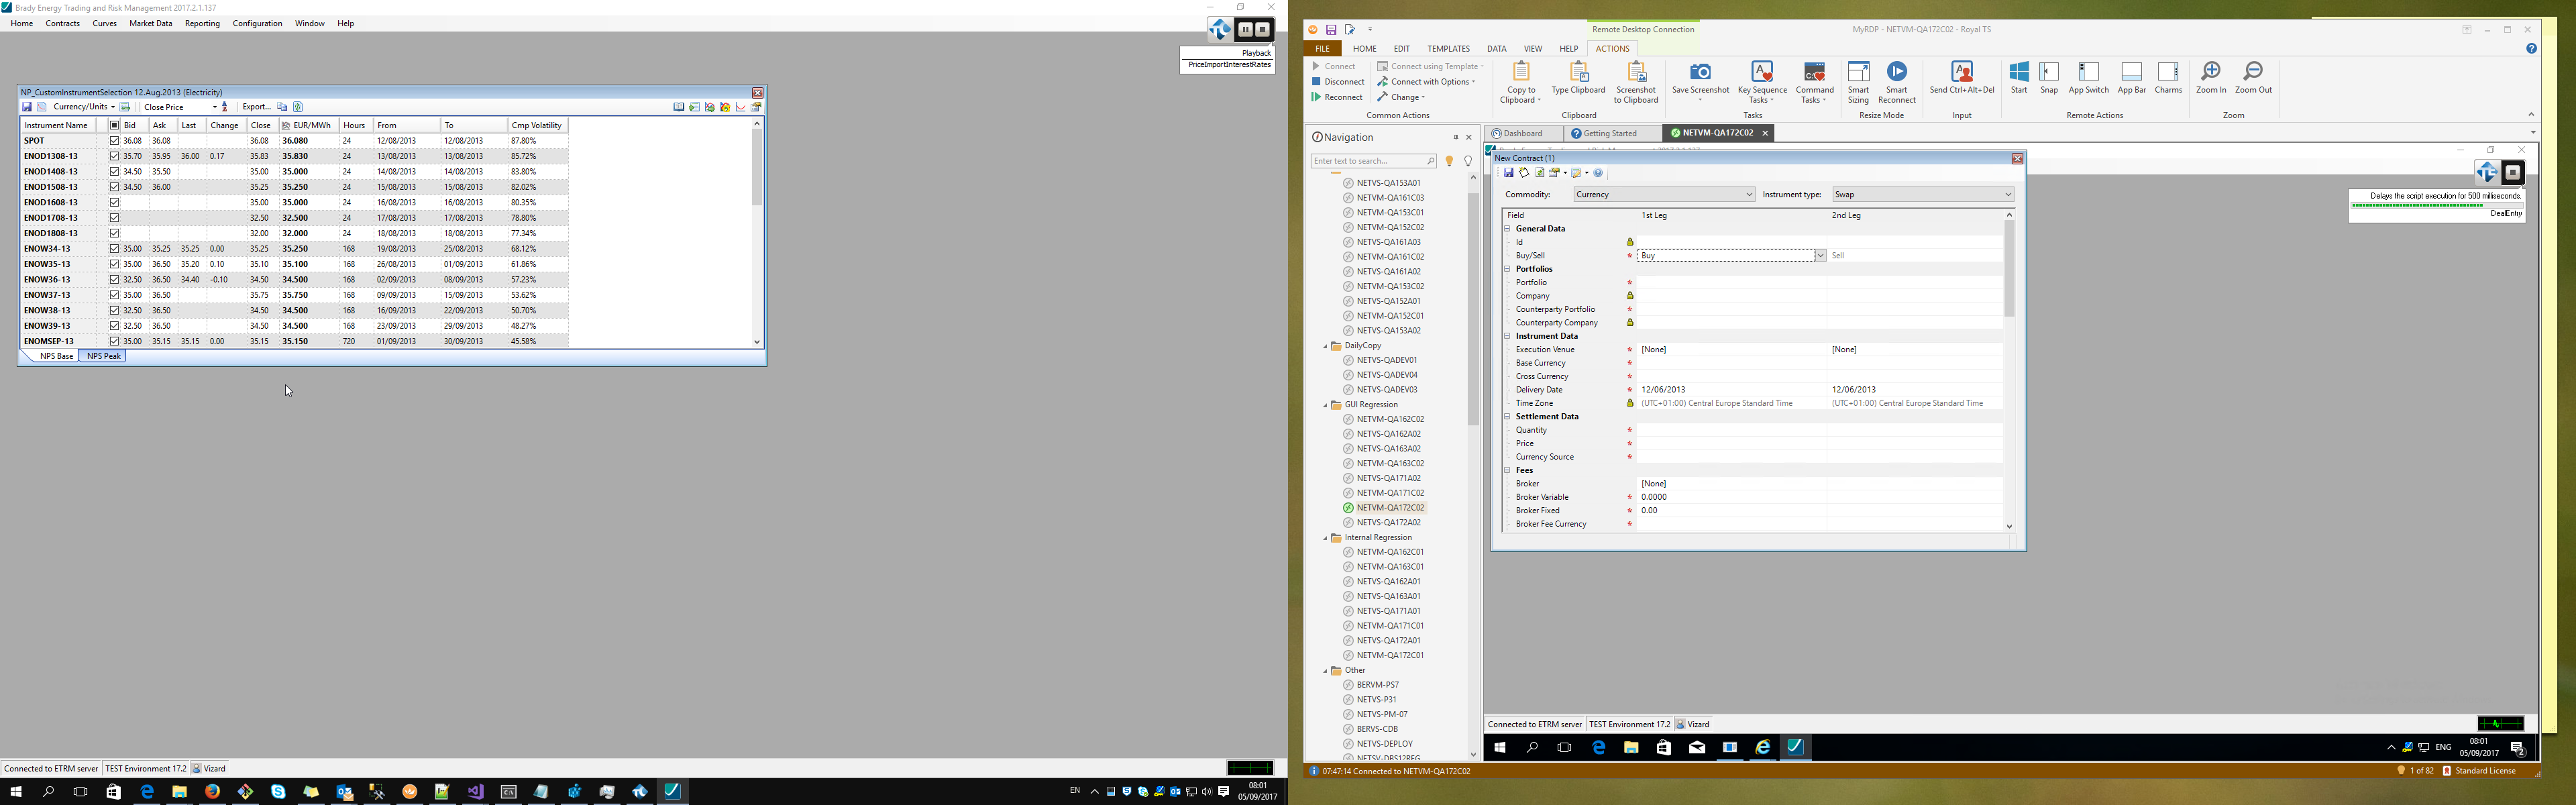 Brady Energy Trading and Risk Management 2017.2.1.137
Home Contracts Curves Market Data Reporting Configuration Window Help
Playback
PriceImportInterestRates
NP_CustomInstrumentSelection 12.Aug.2013 (Electricity)
Currency/Units Close Price Export...
Instrument Name Bid Ask Last Change Close EUR/MWh Hours From To Cmp Volatility
SPOT 36.08 36.08 36.08 36.080 24 12/08/2013 12/08/2013 87.80%
ENOD1308-13 35.70 35.95 36.00 0.17 35.83 35.830 24 13/08/2013 13/08/2013 85.72%
ENOD1408-13 34.50 35.50 35.00 35.000 24 14/08/2013 14/08/2013 83.80%
ENOD1508-13 34.50 36.00 35.25 35.250 24 15/08/2013 15/08/2013 82.02%
ENOD1608-13 35.00 35.000 24 16/08/2013 16/08/2013 80.35%
ENOD1708-13 32.50 32.500 24 17/08/2013 17/08/2013 78.80%
ENOD1808-13 32.00 32.000 24 18/08/2013 18/08/2013 77.34%
ENOW34-13 35.00 35.25 35.25 0.00 35.25 35.250 168 19/08/2013 25/08/2013 68.12%
ENOW35-13 35.00 36.50 35.20 0.10 35.10 35.100 168 26/08/2013 01/09/2013 61.86%
ENOW36-13 32.50 36.50 34.40 -0.10 34.50 34.500 168 02/09/2013 08/09/2013 57.23%
ENOW37-13 35.00 36.50 35.75 35.750 168 09/09/2013 15/09/2013 53.62%
ENOW38-13 32.50 36.50 34.50 34.500 168 16/09/2013 22/09/2013 50.70%
ENOW39-13 32.50 36.50 34.50 34.500 168 23/09/2013 29/09/2013 48.27%
ENOMSEP-13 35.00 35.15 35.15 0.00 35.15 35.150 720 01/09/2013 30/09/2013 45.58%
NPS Base NPS Peak
Connected to ETRM server TEST Environment 17.2 Vizard
EN 08:01
05/09/2017
Remote Desktop Connection MyRDP - NETVM-QA172C02 - Royal TS
FILE HOME EDIT TEMPLATES DATA VIEW HELP ACTIONS
Connect
Disconnect
Reconnect
Connect using Template
Connect with Options
Change
Common Actions
Copy to Clipboard
Type Clipboard
Screenshot to Clipboard
Clipboard
Save Screenshot
Key Sequence Tasks
Command Tasks
Tasks
Smart Sizing
Smart Reconnect
Resize Mode
Send Ctrl+Alt+Del
Input
Start Snap App Switch App Bar Charms
Remote Actions
Zoom In Zoom Out
Zoom
Navigation
Enter text to search...
NETVS-QA153A01
NETVM-QA161C03
NETVM-QA153C01
NETVM-QA152C02
NETVS-QA161A03
NETVM-QA161C02
NETVS-QA161A02
NETVM-QA153C02
NETVS-QA152A01
NETVM-QA152C01
NETVS-QA153A02
DailyCopy
NETVS-QADEV01
NETVS-QADEV04
NETVS-QADEV03
GUI Regression
NETVM-QA162C02
NETVS-QA162A02
NETVS-QA163A02
NETVM-QA163C02
NETVS-QA171A02
NETVM-QA171C02
NETVM-QA172C02
NETVS-QA172A02
Internal Regression
NETVM-QA162C01
NETVM-QA163C01
NETVS-QA162A01
NETVS-QA163A01
NETVS-QA171A01
NETVM-QA171C01
NETVS-QA172A01
NETVM-QA172C01
Other
BERVM-PS7
NETVS-P31
NETVS-PM-07
BERVS-CDB
NETVS-DEPLOY
NETSV-DBS12REG
Dashboard Getting Started NETVM-QA172C02
New Contract (1)
Commodity: Currency Instrument type: Swap
Field 1st Leg 2nd Leg
General Data
Id
Buy/Sell * Buy Sell
Portfolios
Portfolio *
Company
Counterparty Portfolio *
Counterparty Company
Instrument Data
Execution Venue * [None] [None]
Base Currency *
Cross Currency *
Delivery Date * 12/06/2013 12/06/2013
Time Zone (UTC+01:00) Central Europe Standard Time (UTC+01:00) Central Europe Standard Time
Settlement Data
Quantity *
Price *
Currency Source *
Fees
Broker [None]
Broker Variable * 0.0000
Broker Fixed * 0.00
Broker Fee Currency *
Delays the script execution for 500 milliseconds.
DealEntry
Connected to ETRM server TEST Environment 17.2 Vizard
ENG 08:01
05/09/2017 2
07:47:14 Connected to NETVM-QA172C02 1 of 82 Standard License